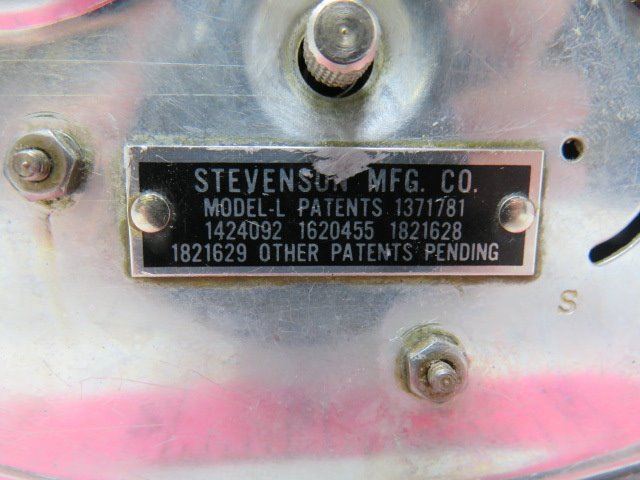 STEVENSON MFG. CO.
MODEL-L PATENTS 1371781
1424092 1620455 1821628
1821629 OTHER PATENTS PENDING
S